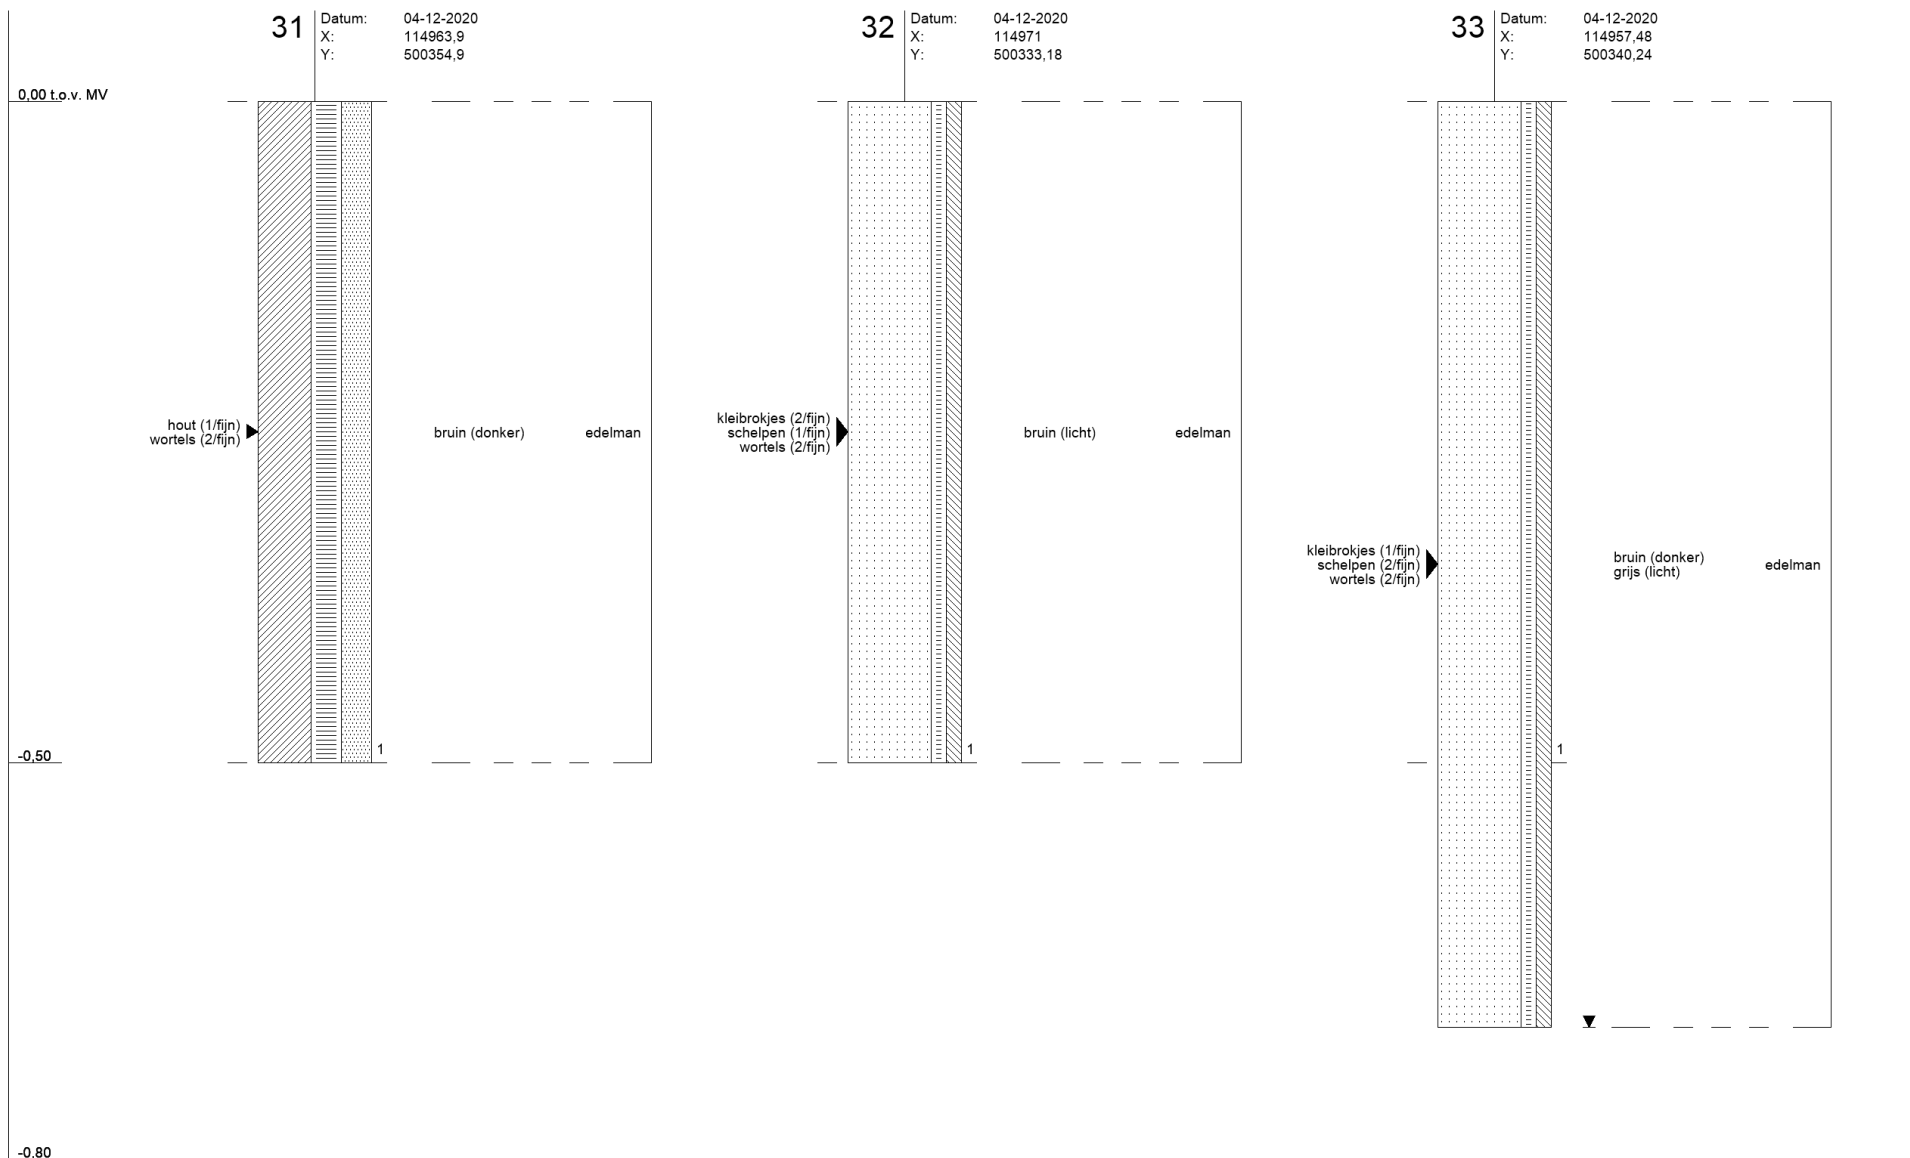 31
Datum: 04-12-2020
X: 114963,9
Y: 500354,9
32
Datum: 04-12-2020
X: 114971
Y: 500333,18
33
Datum: 04-12-2020
X: 114957,48
Y: 500340,24
0,00 t.o.v. MV
hout (1/fijn)
wortels (2/fijn)
bruin (donker)
edelman
kleibrokjes (2/fijn)
schelpen (1/fijn)
wortels (2/fijn)
bruin (licht)
edelman
kleibrokjes (1/fijn)
schelpen (2/fijn)
wortels (2/fijn)
bruin (donker)
grijs (licht)
edelman
1
1
1
-0,50
-0,80